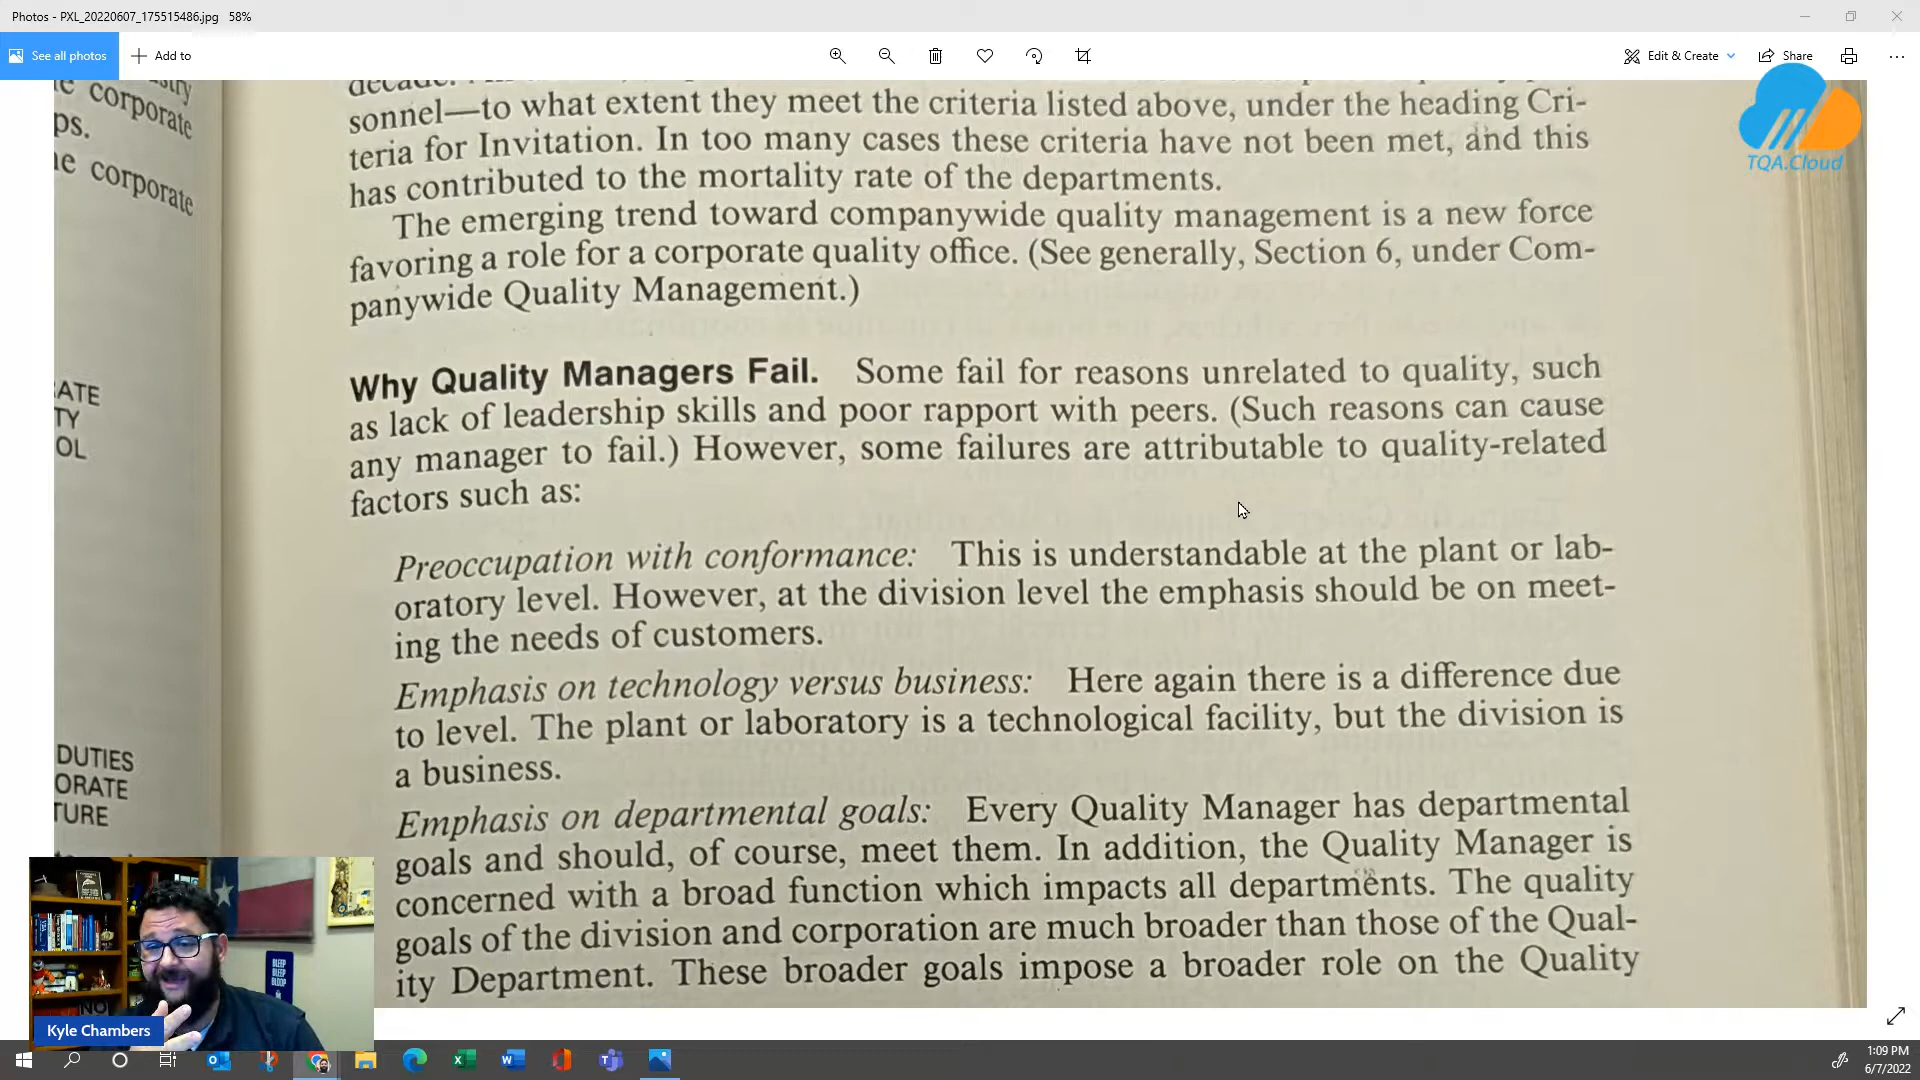 Photos - PXL_20220607_175515486.jpg 58%
See all photos
Add to
Edit & Create
Share
TQA.Cloud
corporate
ps.
corporate
decade.
sonnel—to what extent they meet the criteria listed above, under the heading Cri-
teria for Invitation. In too many cases these criteria have not been met, and this
has contributed to the mortality rate of the departments.
The emerging trend toward companywide quality management is a new force
favoring a role for a corporate quality office. (See generally, Section 6, under Com-
panywide Quality Management.)
Why Quality Managers Fail. Some fail for reasons unrelated to quality, such
as lack of leadership skills and poor rapport with peers. (Such reasons can cause
any manager to fail.) However, some failures are attributable to quality-related
factors such as:
Preoccupation with conformance: This is understandable at the plant or lab-
oratory level. However, at the division level the emphasis should be on meet-
ing the needs of customers.
Emphasis on technology versus business: Here again there is a difference due
to level. The plant or laboratory is a technological facility, but the division is
a business.
Emphasis on departmental goals: Every Quality Manager has departmental
goals and should, of course, meet them. In addition, the Quality Manager is
concerned with a broad function which impacts all departments. The quality
goals of the division and corporation are much broader than those of the Qual-
ity Department. These broader goals impose a broader role on the Quality
ATE
TY
OL
DUTIES
ORATE
TURE
BLEEP
BLEEP
BLOOP
NO
Kyle Chambers
1:09 PM
6/7/2022